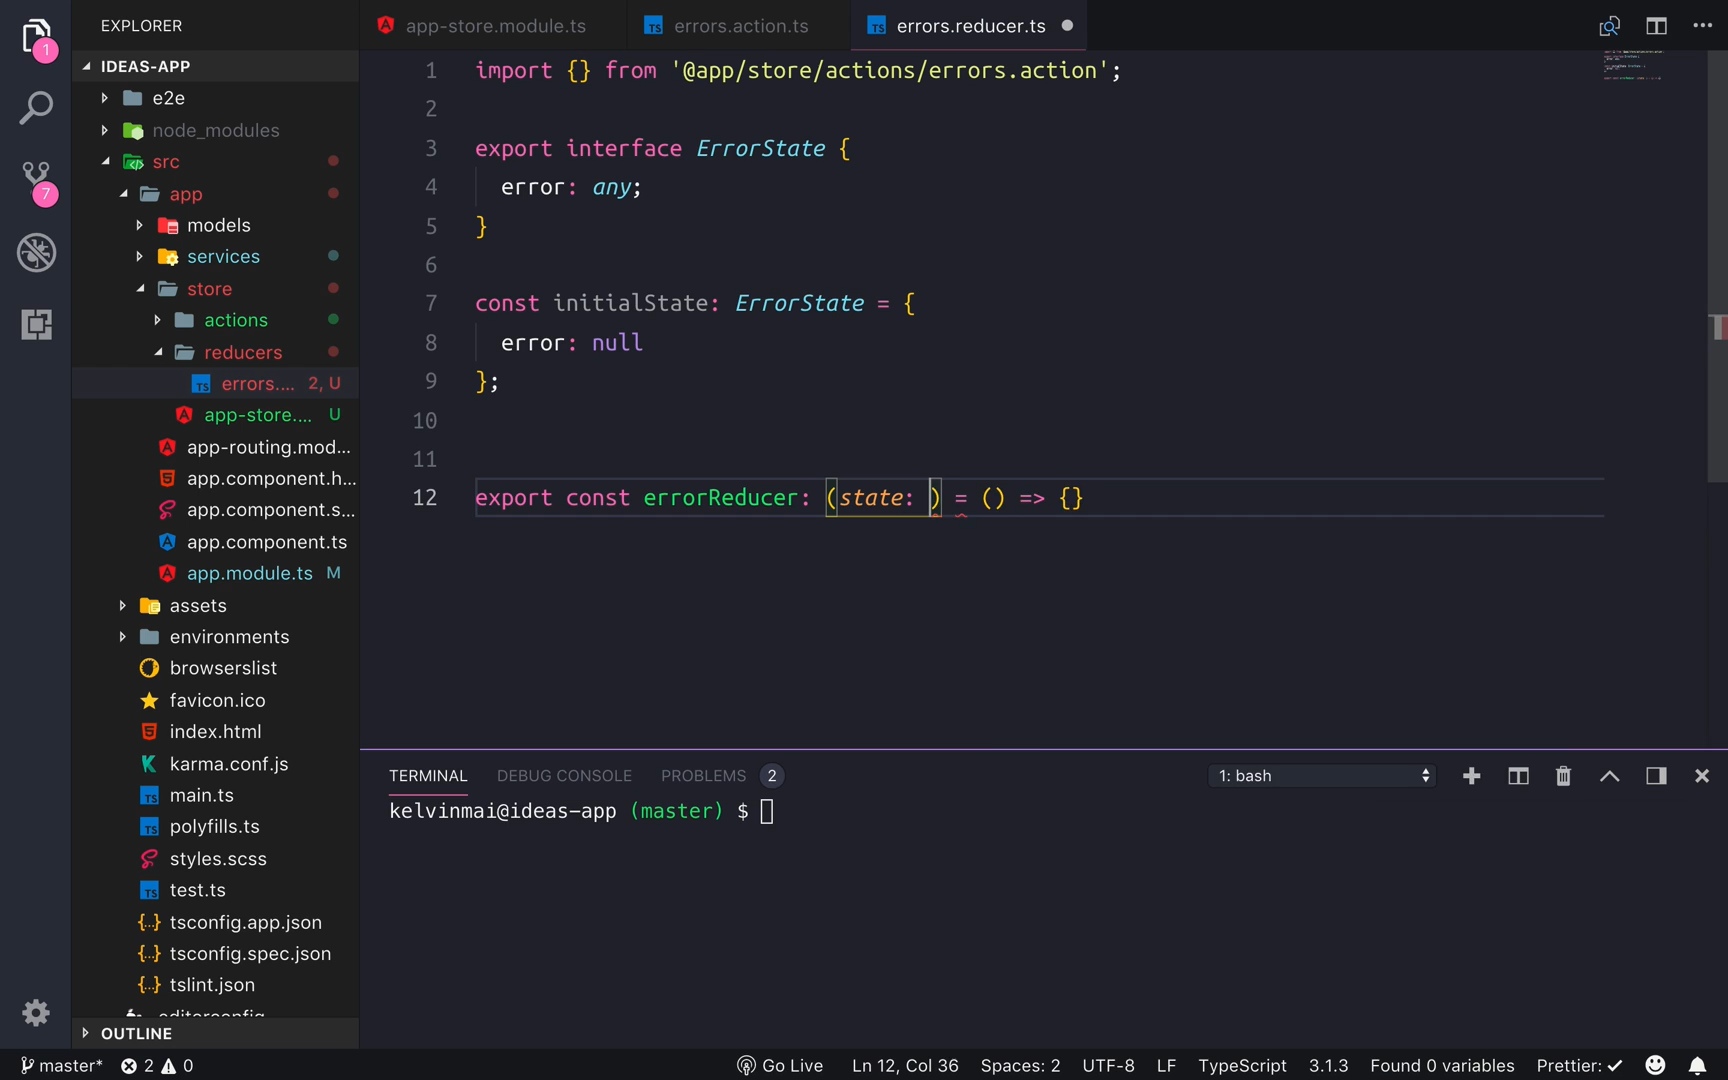 EXPLORER
app-store.module.ts
errors.action.ts
errors.reducer.ts
1
7
IDEAS-APP
e2e
node_modules
src
app
models
services
store
actions
reducers
errors.... 2, U
app-store.... U
app-routing.mod...
app.component.h...
app.component.s...
app.component.ts
app.module.ts M
assets
environments
browserslist
favicon.ico
index.html
karma.conf.js
main.ts
polyfills.ts
styles.scss
test.ts
tsconfig.app.json
tsconfig.spec.json
tslint.json
OUTLINE
1 import {} from '@app/store/actions/errors.action';
2
3 export interface ErrorState {
4 error: any;
5 }
6
7 const initialState: ErrorState = {
8 error: null
9 };
10
11
12 export const errorReducer: (state: ) = () => {}
TERMINAL DEBUG CONSOLE PROBLEMS 2 1: bash
kelvinmai@ideas-app (master) $
master* 2 0 Go Live Ln 12, Col 36 Spaces: 2 UTF-8 LF TypeScript 3.1.3 Found 0 variables Prettier: ✓